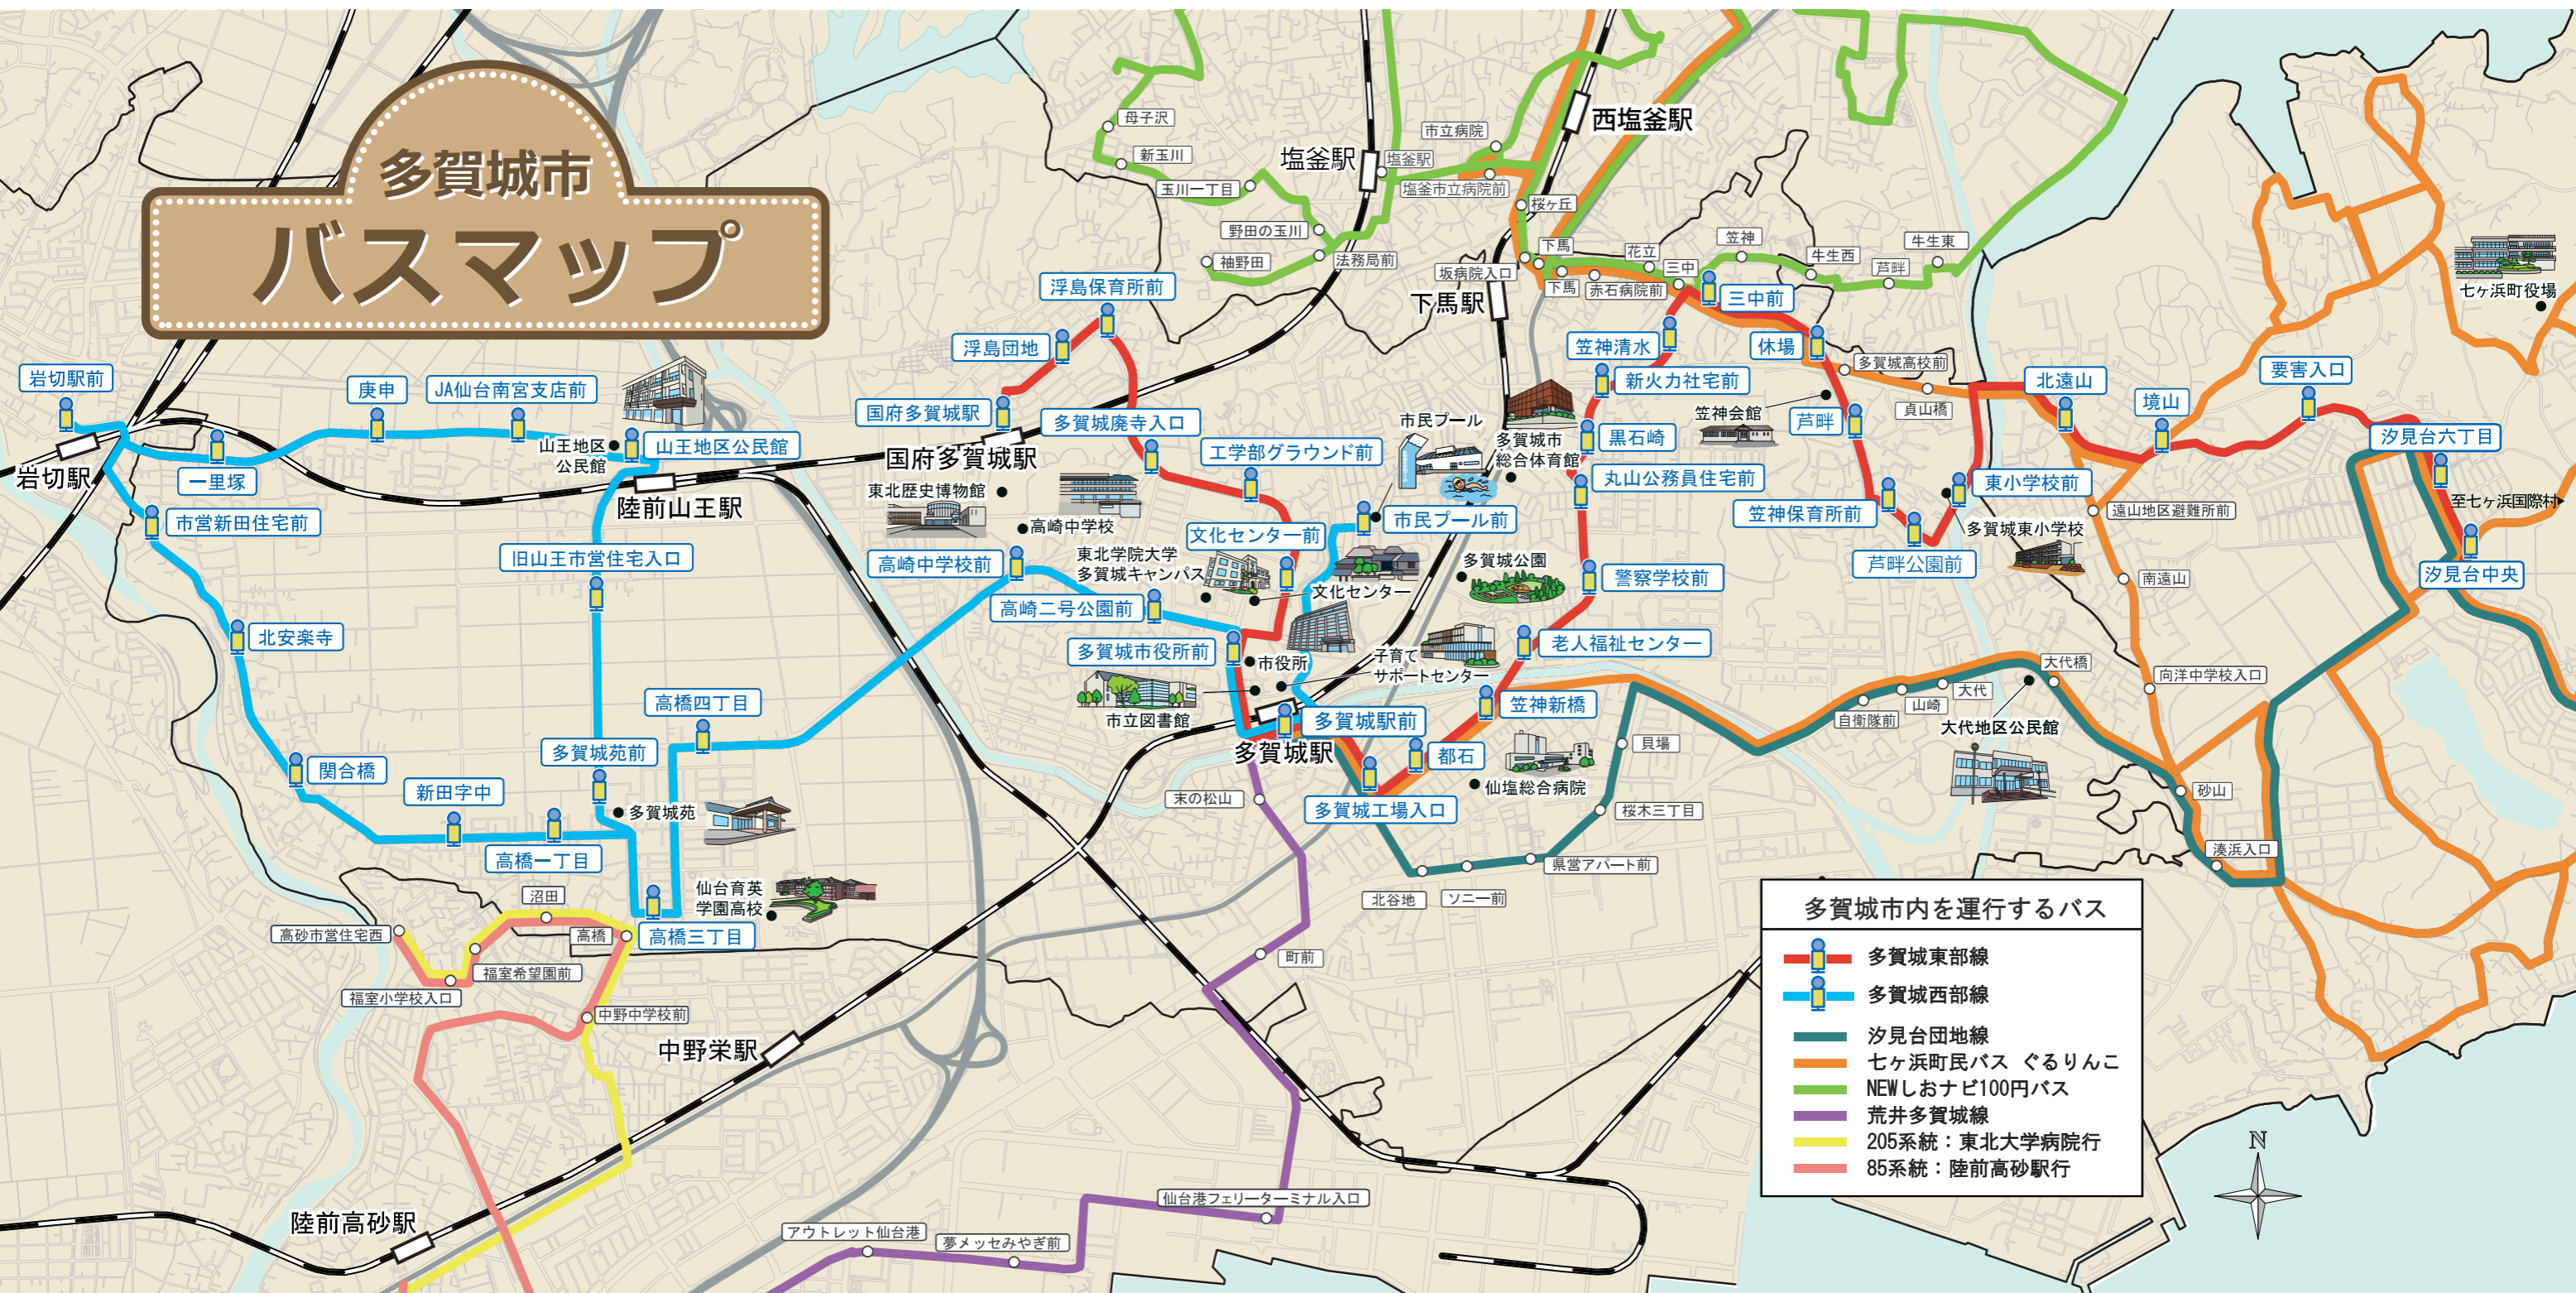 多賀城市
バスマップ
母子沢
新玉川
玉川一丁目
野田の玉川
袖野田
法務局前
塩釜駅
塩釜駅
市立病院
塩釜市立病院前
西塩釜駅
桜ヶ丘
下馬
坂病院入口
下馬駅
下馬
赤石病院前
花立
三中
笠神
牛生西
芦畔
牛生東
七ヶ浜町役場
浮島保育所前
浮島団地
国府多賀城駅
国府多賀城駅
多賀城廃寺入口
工学部グラウンド前
文化センター前
岩切駅前
岩切駅
庚申
JA仙台南宮支店前
一里塚
山王地区
公民館
山王地区公民館
陸前山王駅
市営新田住宅前
旧山王市営住宅入口
北安楽寺
関合橋
新田字中
高橋一丁目
多賀城苑前
多賀城苑
高橋四丁目
高橋三丁目
仙台育英
学園高校
東北歴史博物館
高崎中学校
高崎中学校前
東北学院大学
多賀城キャンパス
高崎二号公園前
多賀城市役所前
市役所
市立図書館
文化センター
子育て
サポートセンター
市民プール
市民プール前
多賀城市
総合体育館
多賀城公園
三中前
笠神清水
休場
新火力社宅前
黒石崎
丸山公務員住宅前
警察学校前
老人福祉センター
笠神新橋
都石
多賀城駅前
多賀城駅
多賀城工場入口
仙塩総合病院
笠神会館
芦畔
笠神保育所前
芦畔公園前
東小学校前
多賀城東小学校
多賀城高校前
貞山橋
北遠山
境山
要害入口
汐見台六丁目
至七ヶ浜国際村
汐見台中央
遠山地区避難所前
南遠山
向洋中学校入口
大代橋
大代
山崎
自衛隊前
大代地区公民館
砂山
湊浜入口
貝場
桜木三丁目
県営アパート前
ソニー前
北谷地
末の松山
町前
仙台港フェリーターミナル入口
夢メッセみやぎ前
アウトレット仙台港
沼田
高橋
高砂市営住宅西
福室希望園前
福室小学校入口
中野中学校前
中野栄駅
陸前高砂駅
多賀城市内を運行するバス
多賀城東部線
多賀城西部線
汐見台団地線
七ヶ浜町民バス ぐるりんこ
NEWしおナビ100円バス
荒井多賀城線
205系統：東北大学病院行
85系統：陸前高砂駅行
N